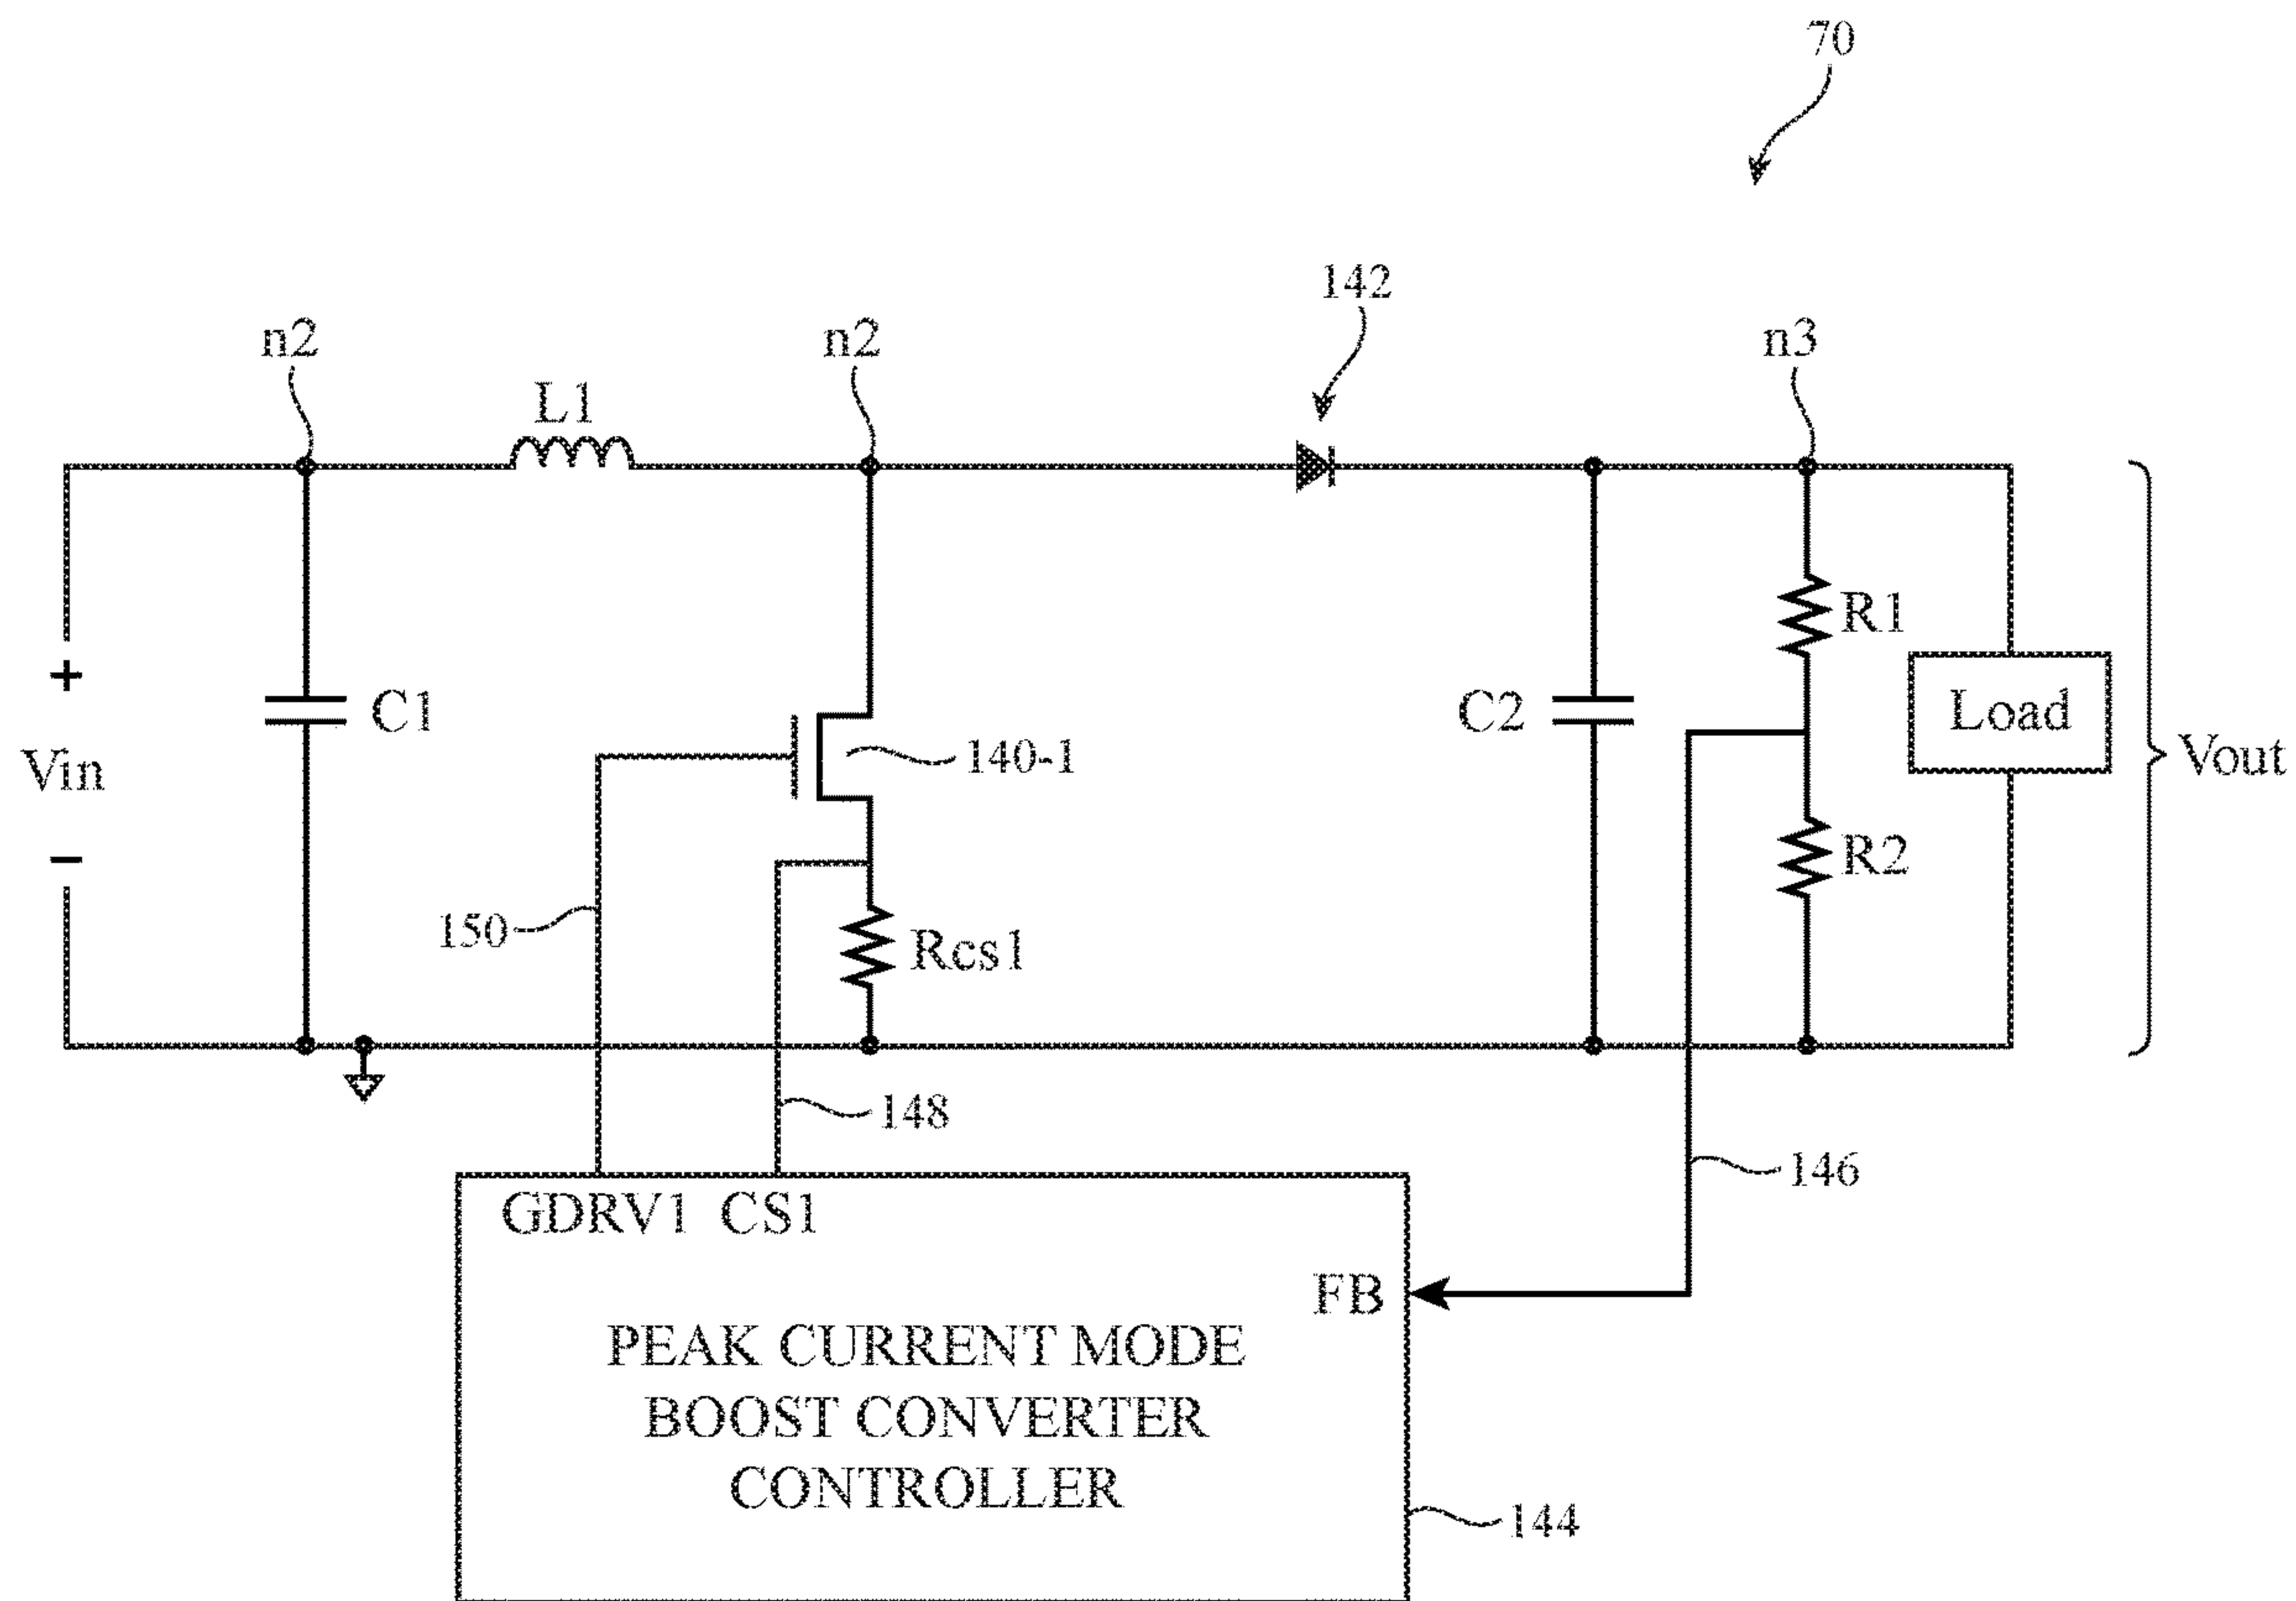 70
142
n2
n2
n3
L1
R1
+
C1
C2
Load
140-1
Vin
Vout
−
R2
150
Rcs1
148
146
GDRV1 CS1
FB
PEAK CURRENT MODE
BOOST CONVERTER
CONTROLLER
144